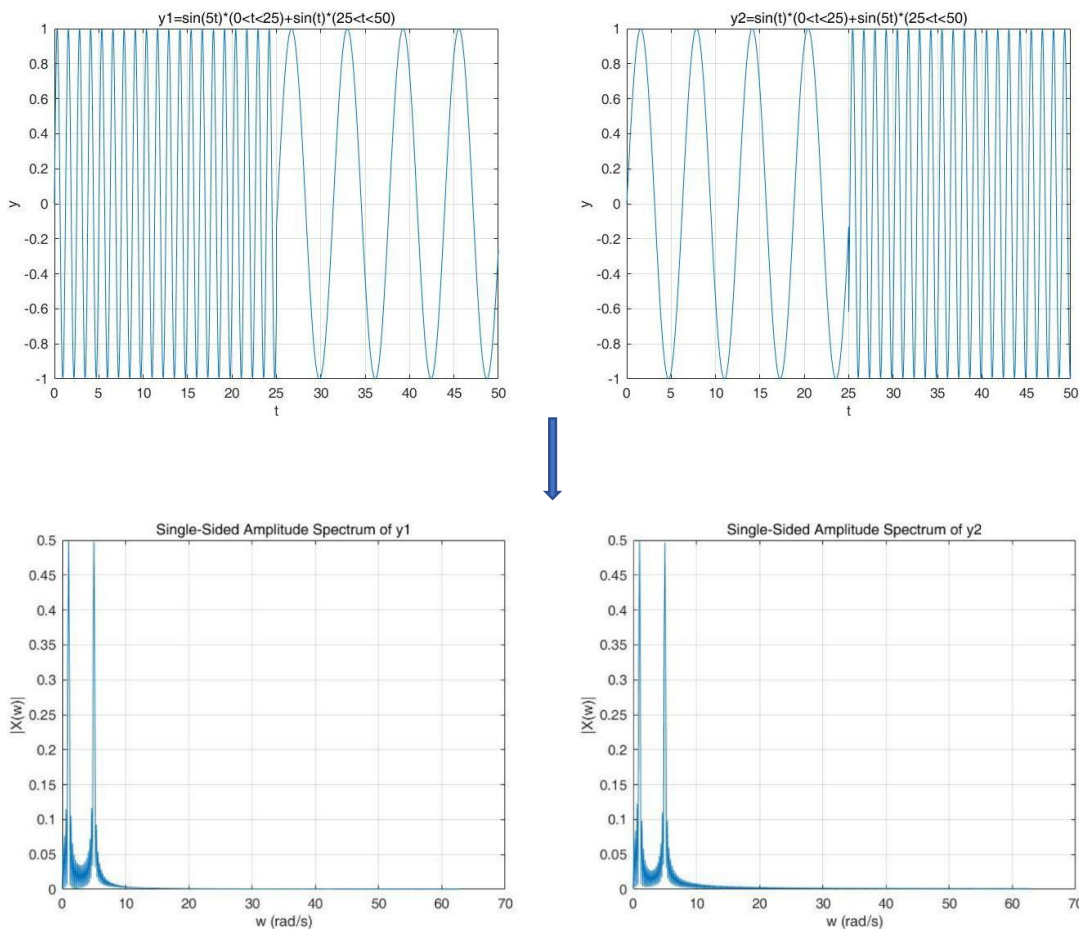 y1=sin(5t)*(0<t<25)+sin(t)*(25<t<50)
1
0.8
0.6
0.4
0.2
0
-0.2
-0.4
-0.6
-0.8
-1
y
0 5 10 15 20 25 30 35 40 45 50
t
y2=sin(t)*(0<t<25)+sin(5t)*(25<t<50)
1
0.8
0.6
0.4
0.2
0
-0.2
-0.4
-0.6
-0.8
-1
y
0 5 10 15 20 25 30 35 40 45 50
t
Single-Sided Amplitude Spectrum of y1
0.5
0.45
0.4
0.35
0.3
0.25
0.2
0.15
0.1
0.05
0
|X(w)|
0 10 20 30 40 50 60 70
w (rad/s)
Single-Sided Amplitude Spectrum of y2
0.5
0.45
0.4
0.35
0.3
0.25
0.2
0.15
0.1
0.05
0
|X(w)|
0 10 20 30 40 50 60 70
w (rad/s)